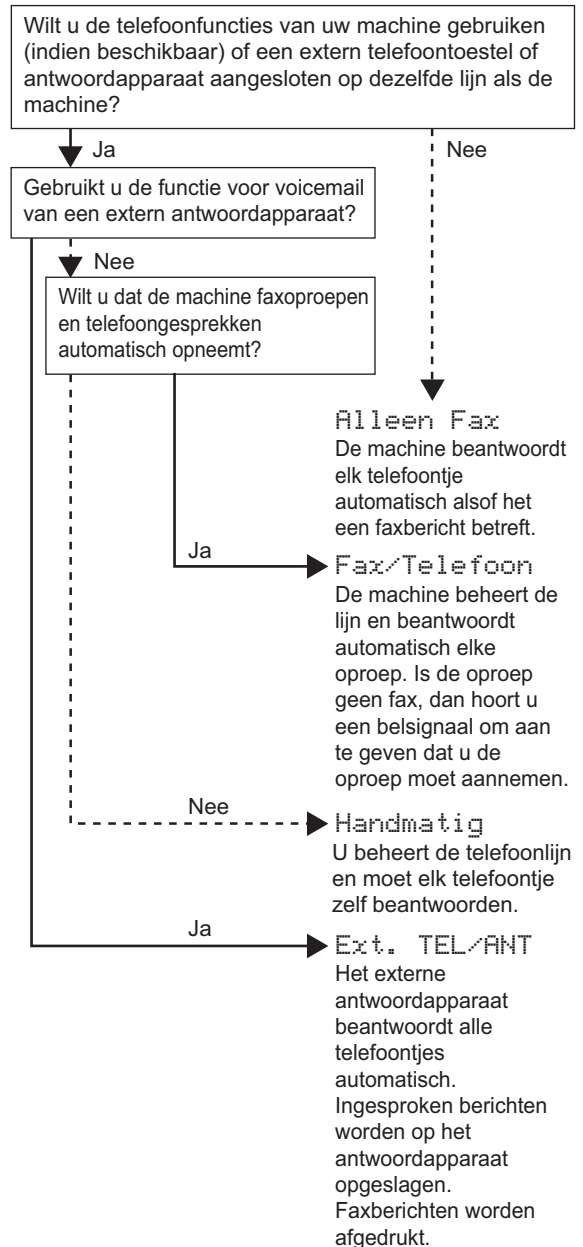 Wilt u de telefoonfuncties van uw machine gebruiken
(indien beschikbaar) of een extern telefoontoestel of
antwoordapparaat aangesloten op dezelfde lijn als de
machine?
Ja
Nee
Gebruikt u de functie voor voicemail
van een extern antwoordapparaat?
Nee
Wilt u dat de machine faxoproepen
en telefoongesprekken
automatisch opneemt?
Alleen Fax
De machine beantwoordt
elk telefoontje
automatisch alsof het
een faxbericht betreft.
Ja
Fax/Telefoon
De machine beheert de
lijn en beantwoordt
automatisch elke
oproep. Is de oproep
geen fax, dan hoort u
een belsignaal om aan
te geven dat u de
oproep moet aannemen.
Nee
Handmatig
U beheert de telefoonlijn
en moet elk telefoontje
zelf beantwoorden.
Ja
Ext. TEL/ANT
Het externe
antwoordapparaat
beantwoordt alle
telefoontjes
automatisch.
Ingesproken berichten
worden op het
antwoordapparaat
opgeslagen.
Faxberichten worden
afgedrukt.